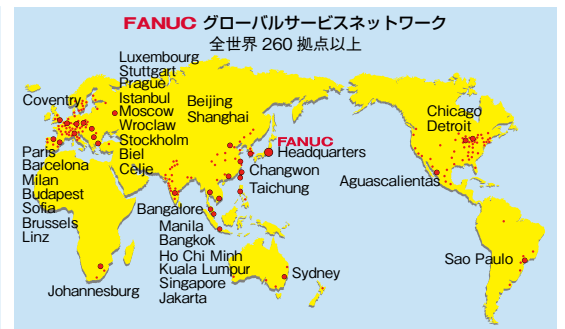 FANUC グローバルサービスネットワーク
全世界 260 拠点以上
Luxembourg
Stuttgart
Prague
Istanbul
Moscow
Wroclaw
Stockholm
Biel
Celje
Coventry
Beijing
Shanghai
Chicago
Detroit
FANUC
Headquarters
Changwon
Taichung
Aguascalientas
Paris
Barcelona
Milan
Budapest
Sofia
Brussels
Linz
Bangalore
Manila
Bangkok
Ho Chi Minh
Kuala Lumpur
Singapore
Jakarta
Sydney
Sao Paulo
Johannesburg